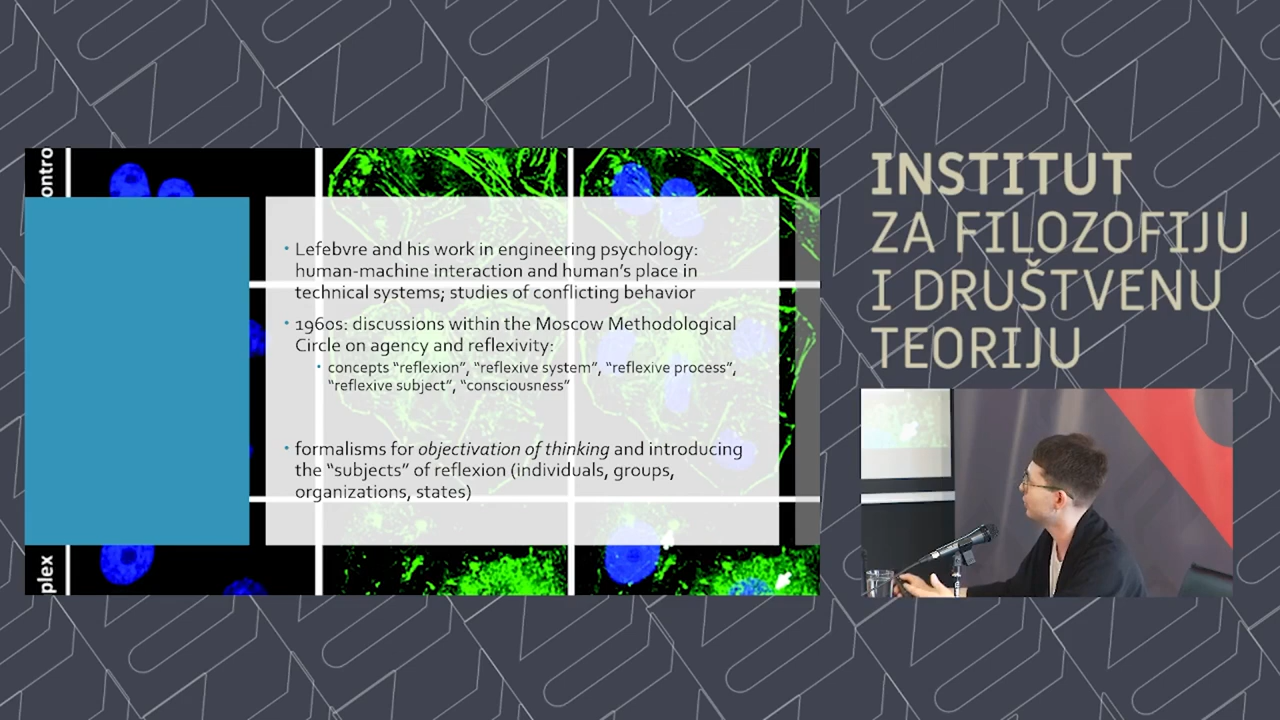 ontro
• Lefebvre and his work in engineering psychology:
human-machine interaction and human's place in
technical systems; studies of conflicting behavior
• 1960s: discussions within the Moscow Methodological
Circle on agency and reflexivity:
• concepts “reflexion”, “reflexive system”, “reflexive process”,
“reflexive subject”, “consciousness”
• formalisms for objectivation of thinking and introducing
the “subjects” of reflexion (individuals, groups,
organizations, states)
plex
INSTITUT
ZA FILOZOFIJU
I DRUŠTVENU
TEORIJU